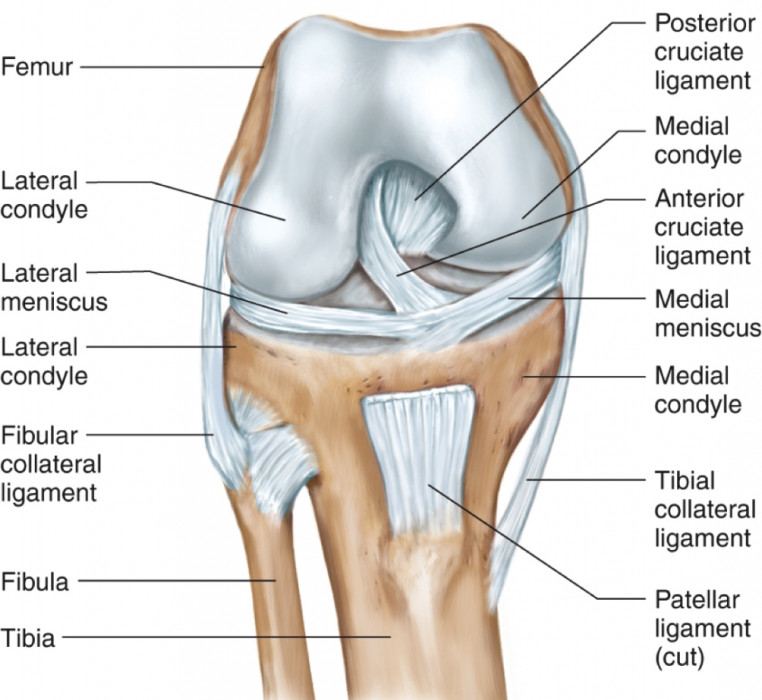 Femur
Lateral
condyle
Lateral
meniscus
Lateral
condyle
Fibular
collateral
ligament
Fibula
Tibia
Posterior
cruciate
ligament
Medial
condyle
Anterior
cruciate
ligament
Medial
meniscus
Medial
condyle
Tibial
collateral
ligament
Patellar
ligament
(cut)